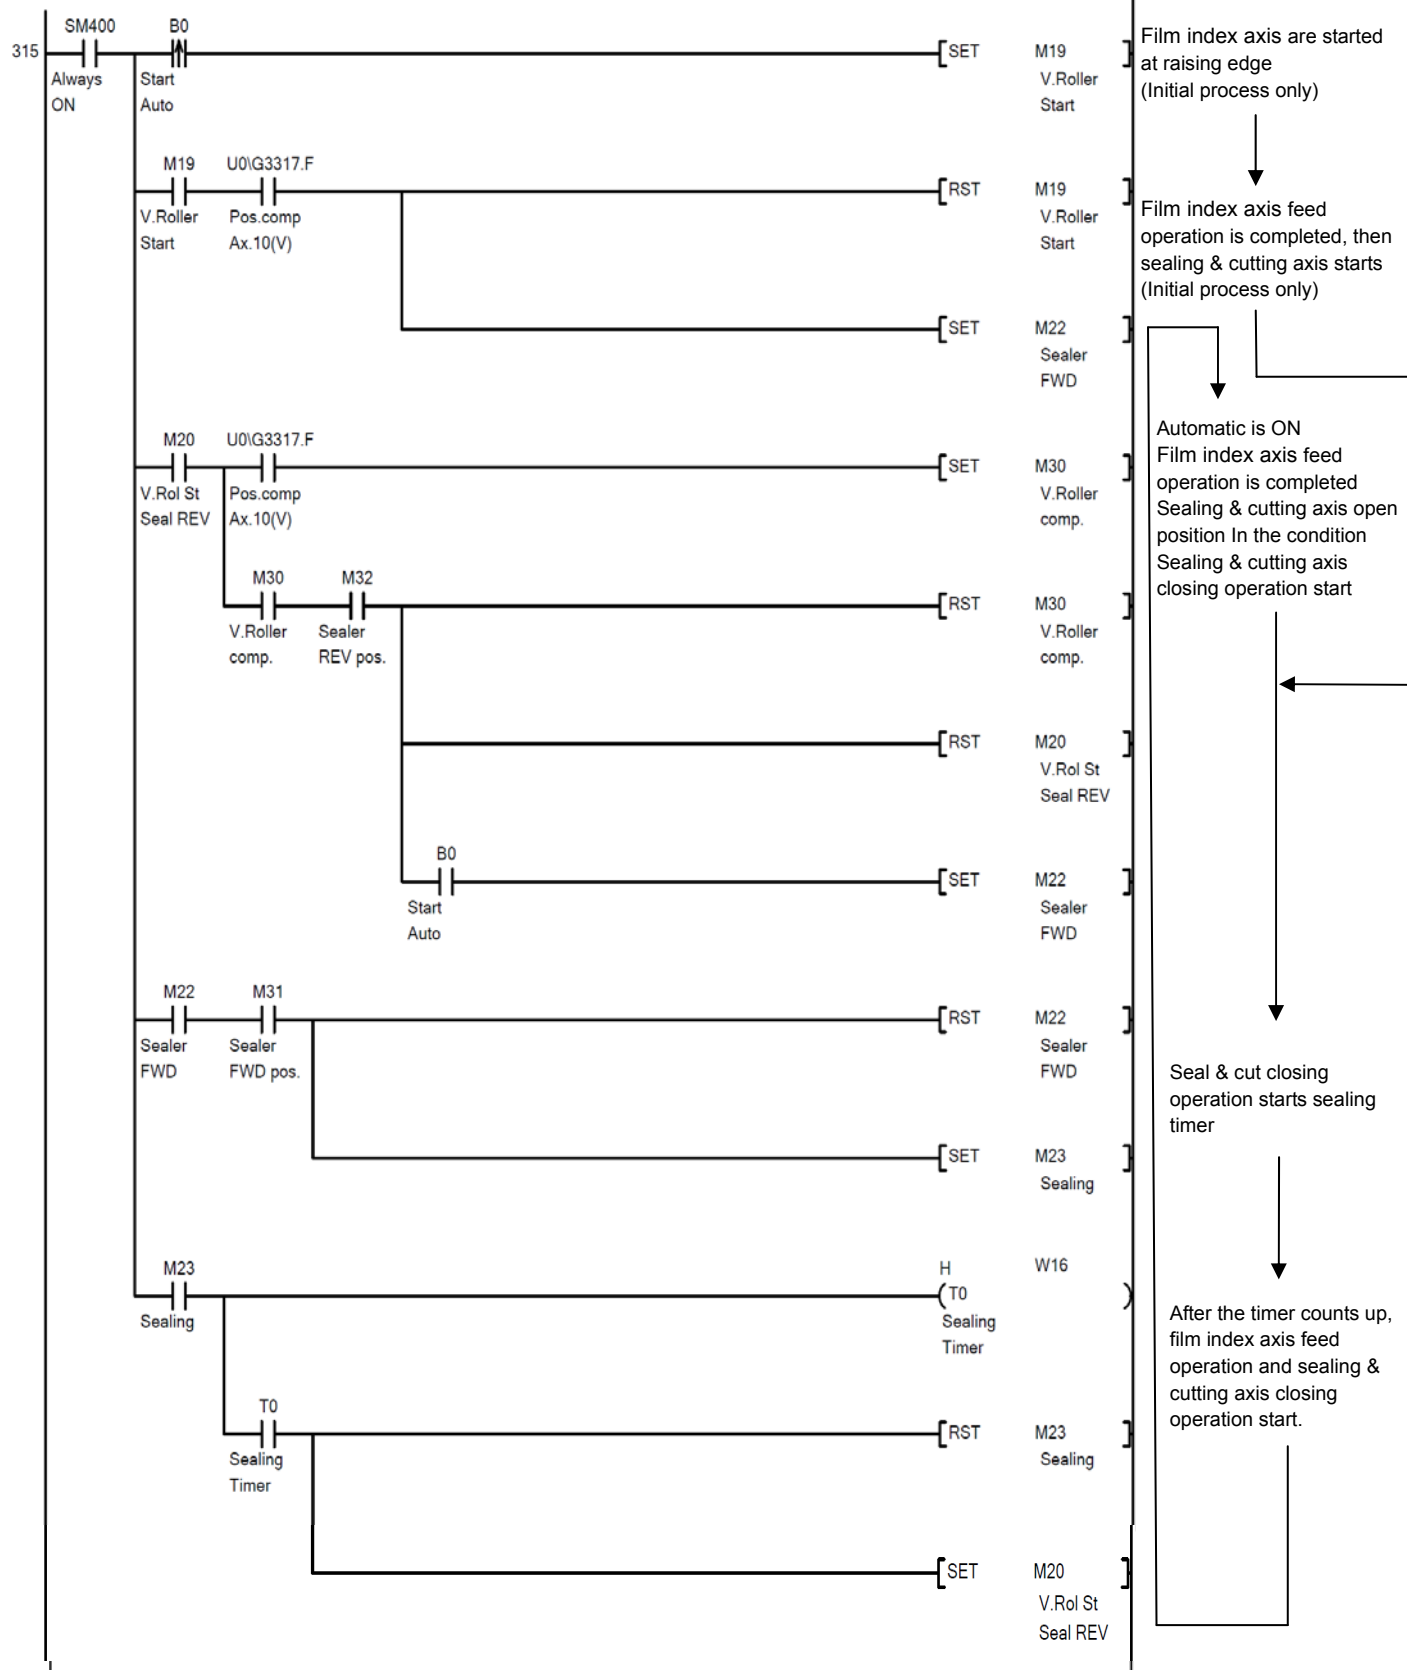 SM400 B0
315 SET M19
Always Start V.Roller
ON Auto Start
Film index axis are started
at raising edge
(Initial process only)
M19 U0\G3317.F
RST M19
V.Roller Pos.comp V.Roller
Start Ax.10(V) Start
Film index axis feed
operation is completed, then
sealing & cutting axis starts
(Initial process only)
SET M22
Sealer
FWD
M20 U0\G3317.F
SET M30
V.Rol St Pos.comp V.Roller
Seal REV Ax.10(V) comp.
Automatic is ON
Film index axis feed
operation is completed
Sealing & cutting axis open
position In the condition
Sealing & cutting axis
closing operation start
M30 M32
RST M30
V.Roller Sealer V.Roller
comp. REV pos. comp.
RST M20
V.Rol St
Seal REV
B0
SET M22
Start Sealer
Auto FWD
M22 M31
RST M22
Sealer Sealer Sealer
FWD FWD pos. FWD
Seal & cut closing
operation starts sealing
timer
SET M23
Sealing
M23 H W16
T0
Sealing Sealing
Timer
After the timer counts up,
film index axis feed
operation and sealing &
cutting axis closing
operation start.
T0
RST M23
Sealing Sealing
Timer
SET M20
V.Rol St
Seal REV